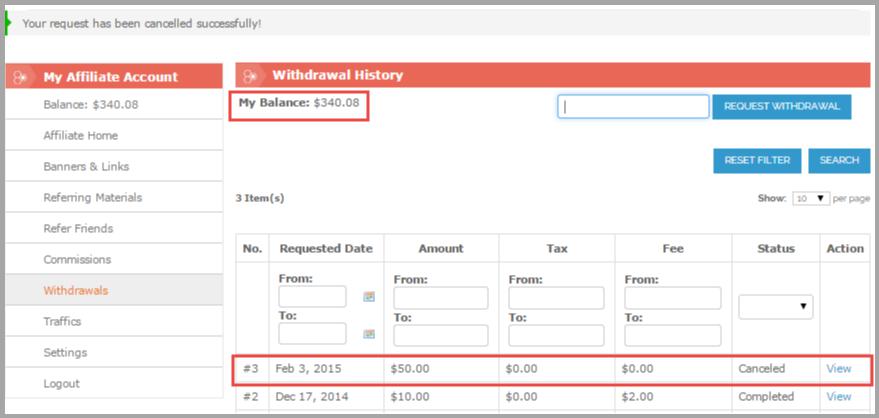 Your request has been cancelled successfully!
My Affiliate Account
Balance: $340.08
Affiliate Home
Banners & Links
Referring Materials
Refer Friends
Commissions
Withdrawals
Traffics
Settings
Logout
Withdrawal History
My Balance: $340.08
REQUEST WITHDRAWAL
RESET FILTER SEARCH
3 Item(s) Show: 10 per page
No. Requested Date Amount Tax Fee Status Action
From: From: From: From:
To: To: To: To:
#3 Feb 3, 2015 $50.00 $0.00 $0.00 Canceled View
#2 Dec 17, 2014 $10.00 $0.00 $2.00 Completed View